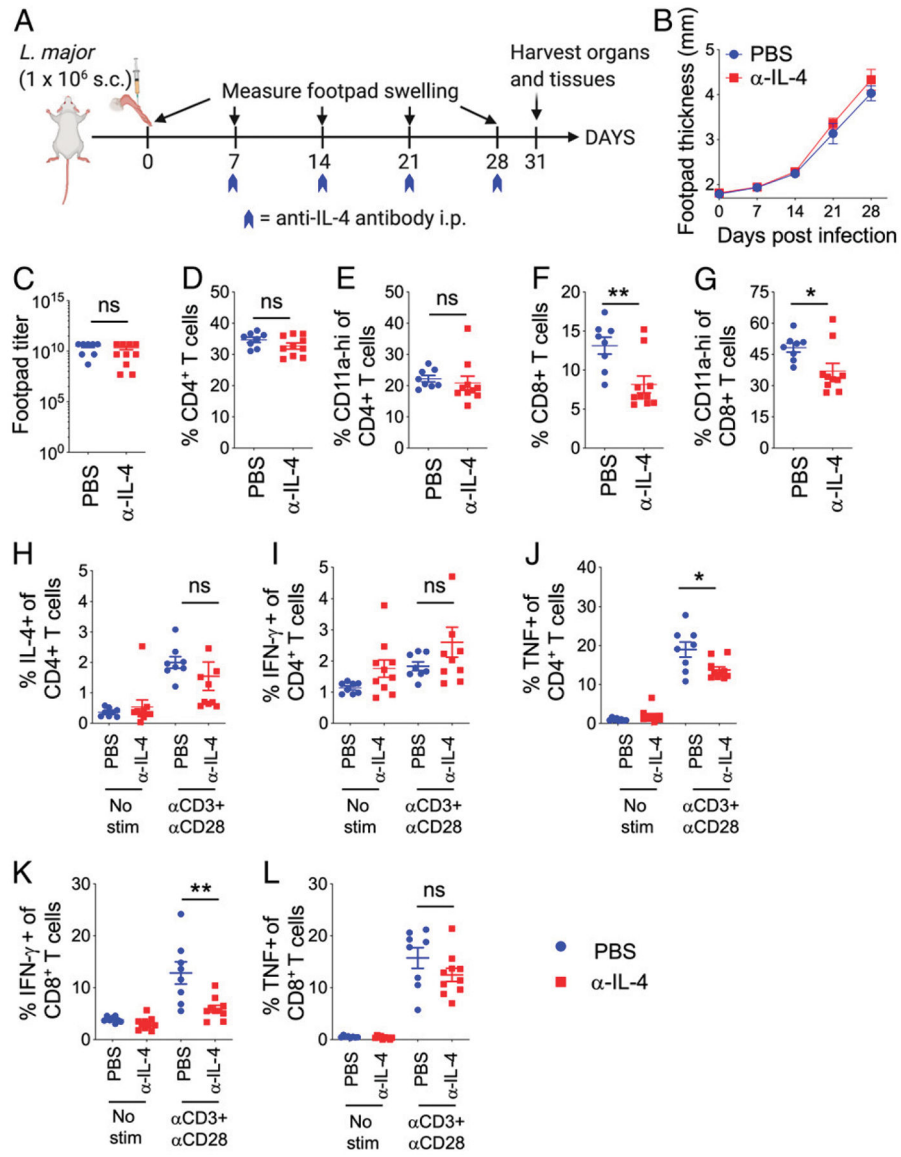 A
L. major
(1 x 10⁶ s.c.)
Measure footpad swelling
Harvest organs
and tissues
DAYS
0 7 14 21 28 31
= anti-IL-4 antibody i.p.
B
Footpad thickness (mm)
5
4
3
2
0 7 14 21 28
Days post infection
PBS
α-IL-4
C
Footpad titer
10¹⁵
10¹⁰
10⁵
10⁰
ns
PBS
α-IL-4
D
% CD4⁺ T cells
50
40
30
20
10
0
ns
PBS
α-IL-4
E
% CD11a-hi of
CD4+ T cells
50
40
30
20
10
0
ns
PBS
α-IL-4
F
% CD8+ T cells
20
15
10
5
0
**
PBS
α-IL-4
G
% CD11a-hi of
CD8+ T cells
75
60
45
30
15
0
*
PBS
α-IL-4
H
% IL-4+ of
CD4+ T cells
5
4
3
2
1
0
ns
PBS
α-IL-4
PBS
α-IL-4
No
stim
αCD3+
αCD28
I
% IFN-γ + of
CD4⁺ T cells
5
4
3
2
1
0
ns
PBS
α-IL-4
PBS
α-IL-4
No
stim
αCD3+
αCD28
J
% TNF+ of
CD4⁺ T cells
40
30
20
10
0
*
PBS
α-IL-4
PBS
α-IL-4
No
stim
αCD3+
αCD28
K
% IFN-γ + of
CD8⁺ T cells
30
20
10
0
**
PBS
α-IL-4
PBS
α-IL-4
No
stim
αCD3+
αCD28
L
% TNF+ of
CD8⁺ T cells
30
20
10
0
ns
PBS
α-IL-4
PBS
α-IL-4
No
stim
αCD3+
αCD28
PBS
α-IL-4